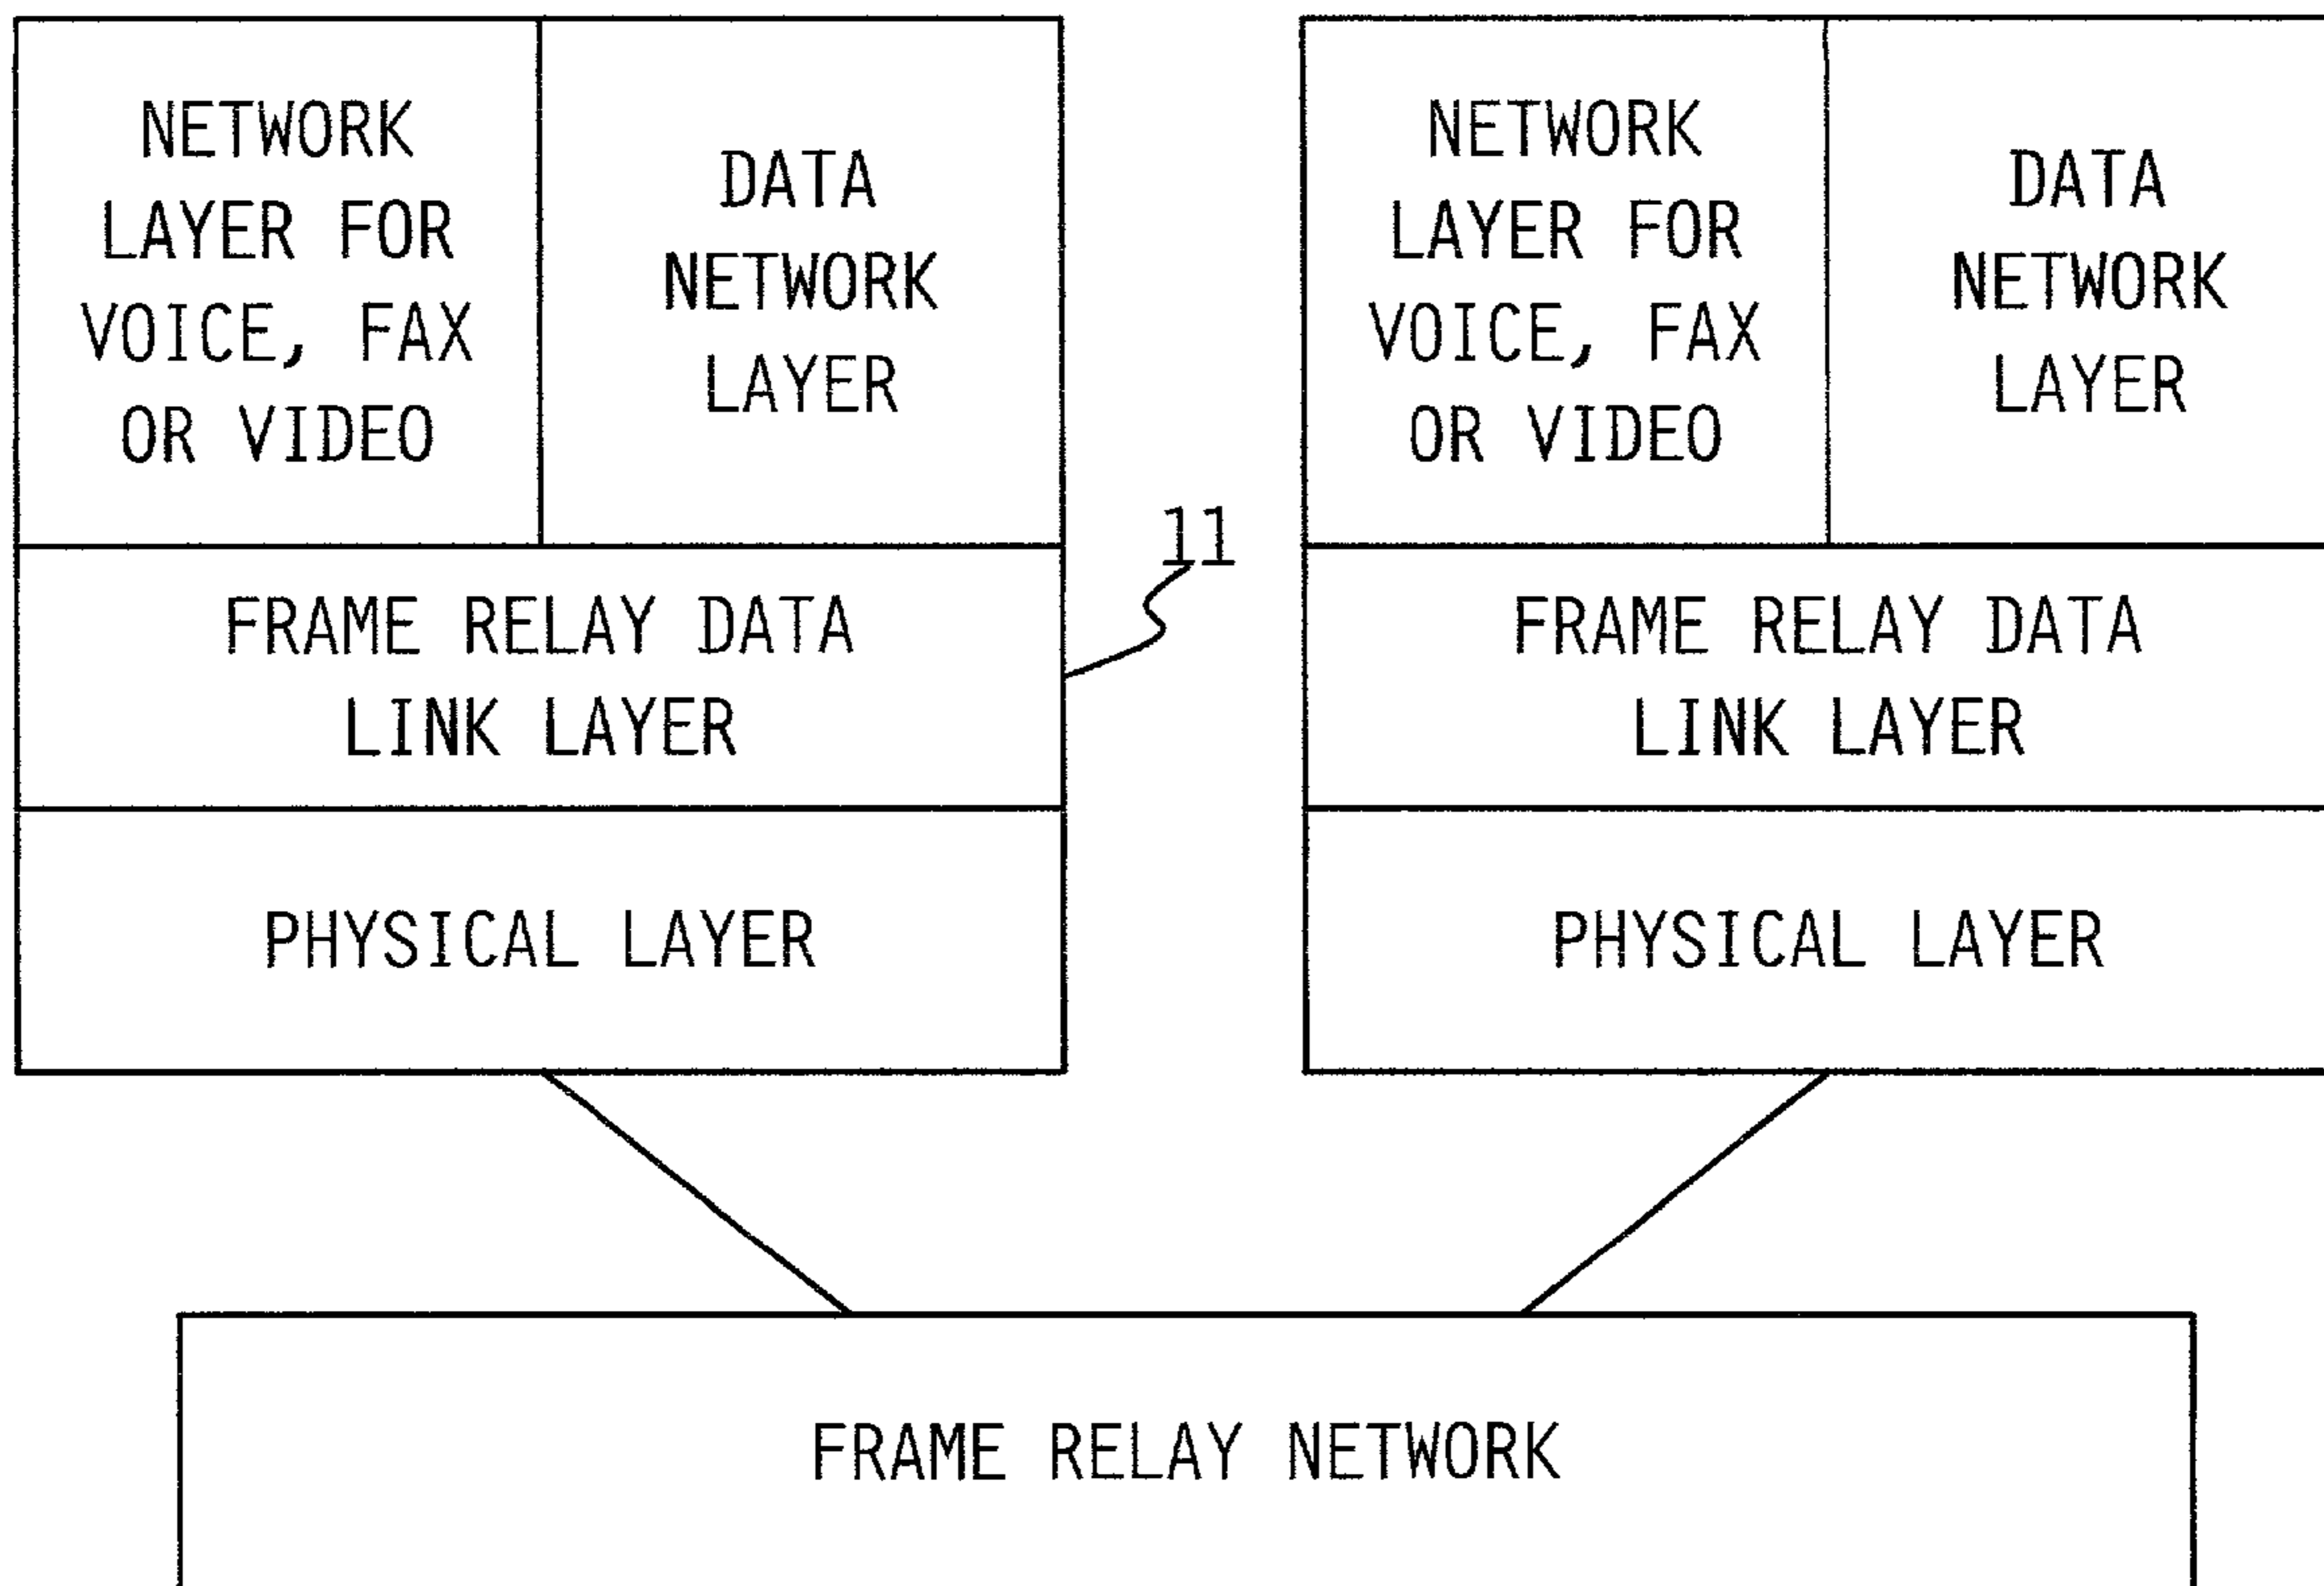 NETWORK
LAYER FOR
VOICE, FAX
OR VIDEO
DATA
NETWORK
LAYER
11
FRAME RELAY DATA
LINK LAYER
PHYSICAL LAYER
NETWORK
LAYER FOR
VOICE, FAX
OR VIDEO
DATA
NETWORK
LAYER
FRAME RELAY DATA
LINK LAYER
PHYSICAL LAYER
FRAME RELAY NETWORK